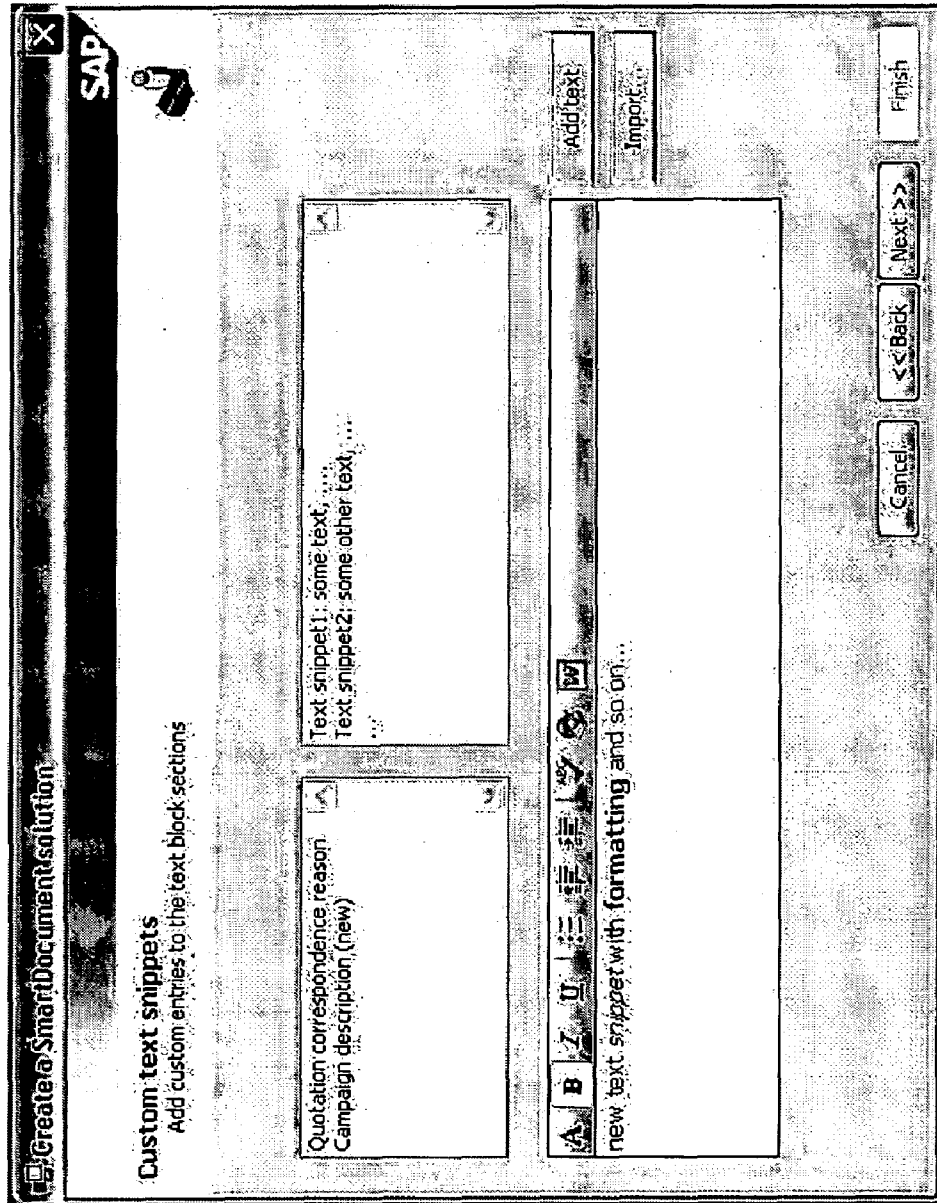 Create a SmartDocument solution
SAP
Custom text snippets
Add custom entries to the text block sections
Quotation correspondence reason
Campaign description (new)
Text snippet1: some text, ...
Text snippet2: some other text, ...
...
A B I U ABC W
new text snippet with formatting and so on...
Add text
Import...
Cancel
<< Back
Next >>
Finish